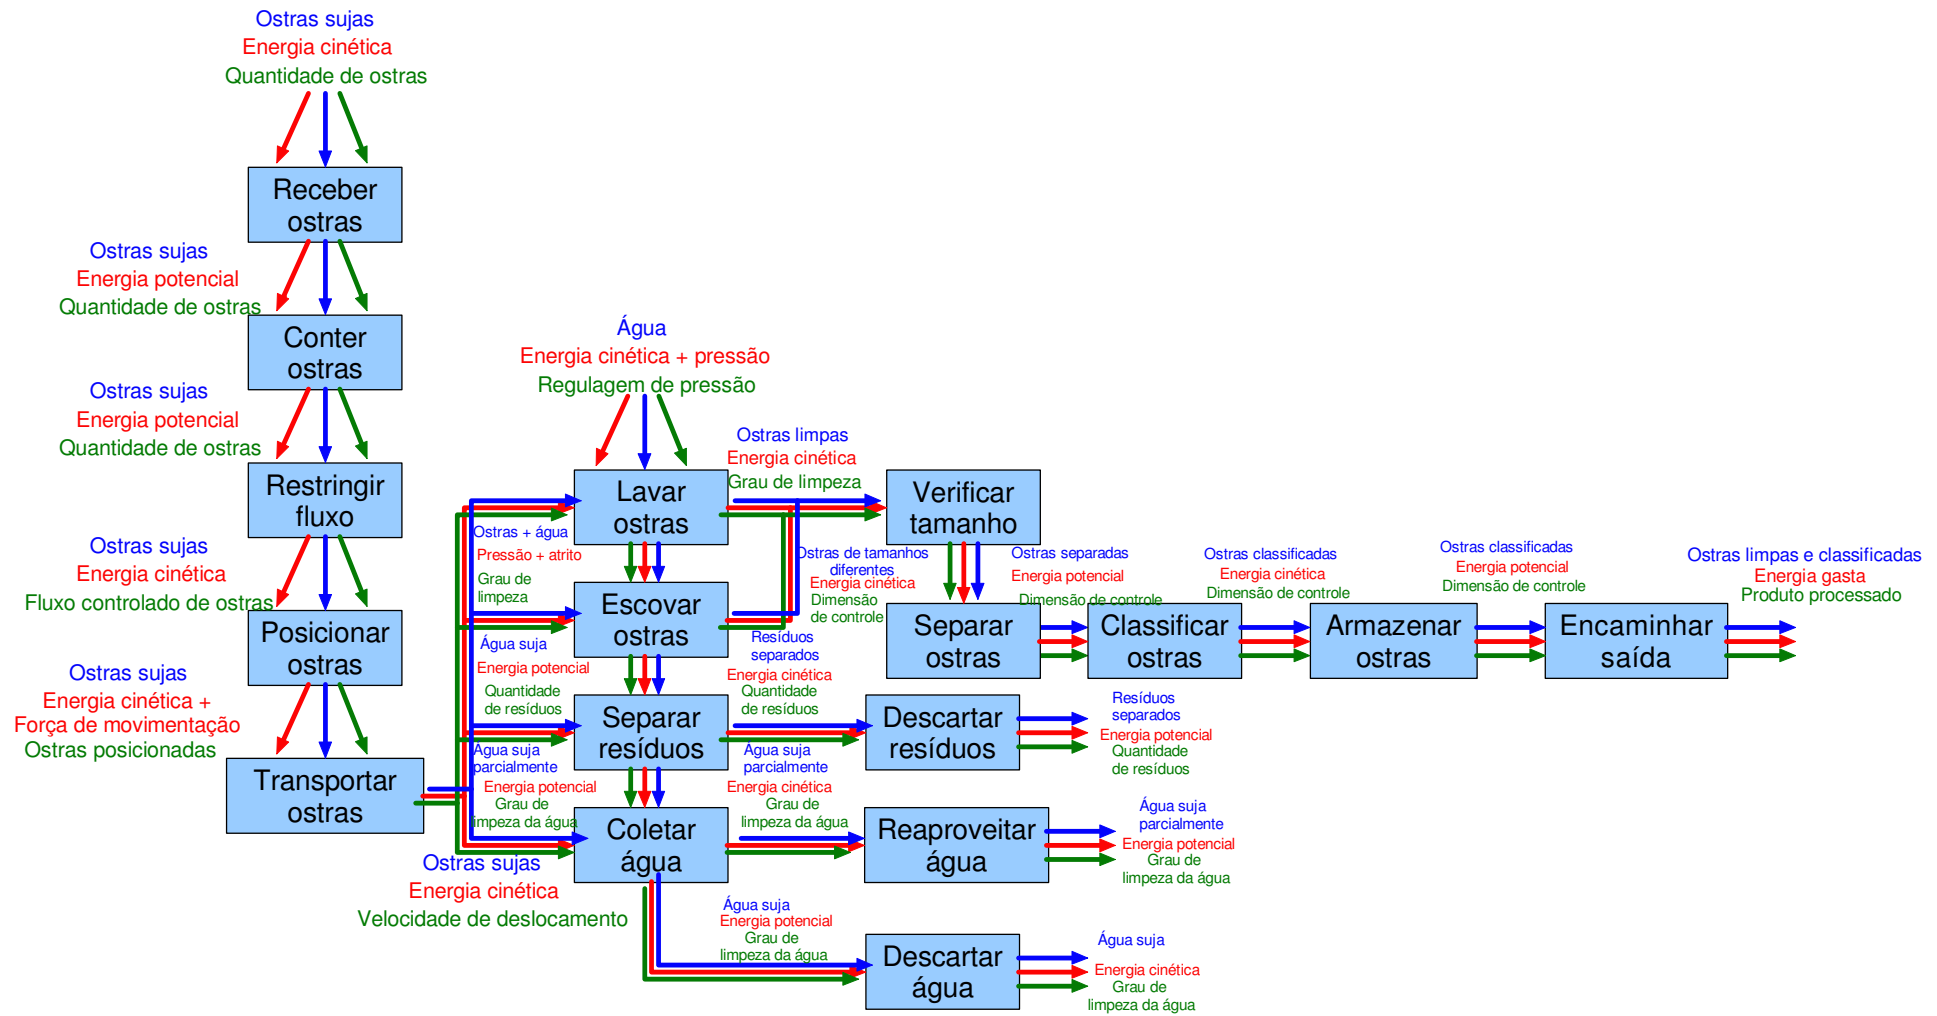 Ostras sujas
Energia cinética
Quantidade de ostras
Receber
ostras
Ostras sujas
Energia potencial
Quantidade de ostras
Conter
ostras
Ostras sujas
Energia potencial
Quantidade de ostras
Restringir
fluxo
Ostras sujas
Energia cinética
Fluxo controlado de ostras
Posicionar
ostras
Ostras sujas
Energia cinética +
Força de movimentação
Ostras posicionadas
Transportar
ostras
Ostras sujas
Energia cinética
Velocidade de deslocamento
Água
Energia cinética + pressão
Regulagem de pressão
Lavar
ostras
Ostras + água
Pressão + atrito
Grau de
limpeza
Escovar
ostras
Água suja
Energia potencial
Quantidade
de resíduos
Separar
resíduos
Água suja
parcialmente
Energia potencial
Grau de
limpeza da água
Coletar
água
Ostras limpas
Energia cinética
Grau de limpeza
Verificar
tamanho
Ostras de tamanhos
diferentes
Energia cinética
Dimensão
de controle
Ostras separadas
Energia potencial
Dimensão de controle
Separar
ostras
Classificar
ostras
Ostras classificadas
Energia cinética
Dimensão de controle
Armazenar
ostras
Ostras classificadas
Energia potencial
Dimensão de controle
Encaminhar
saída
Ostras limpas e classificadas
Energia gasta
Produto processado
Resíduos
separados
Energia cinética
Quantidade
de resíduos
Descartar
resíduos
Resíduos
separados
Energia potencial
Quantidade
de resíduos
Água suja
parcialmente
Energia cinética
Grau de
limpeza da água
Reaproveitar
água
Água suja
parcialmente
Energia potencial
Grau de
limpeza da água
Água suja
Energia potencial
Grau de
limpeza da água
Descartar
água
Água suja
Energia cinética
Grau de
limpeza da água